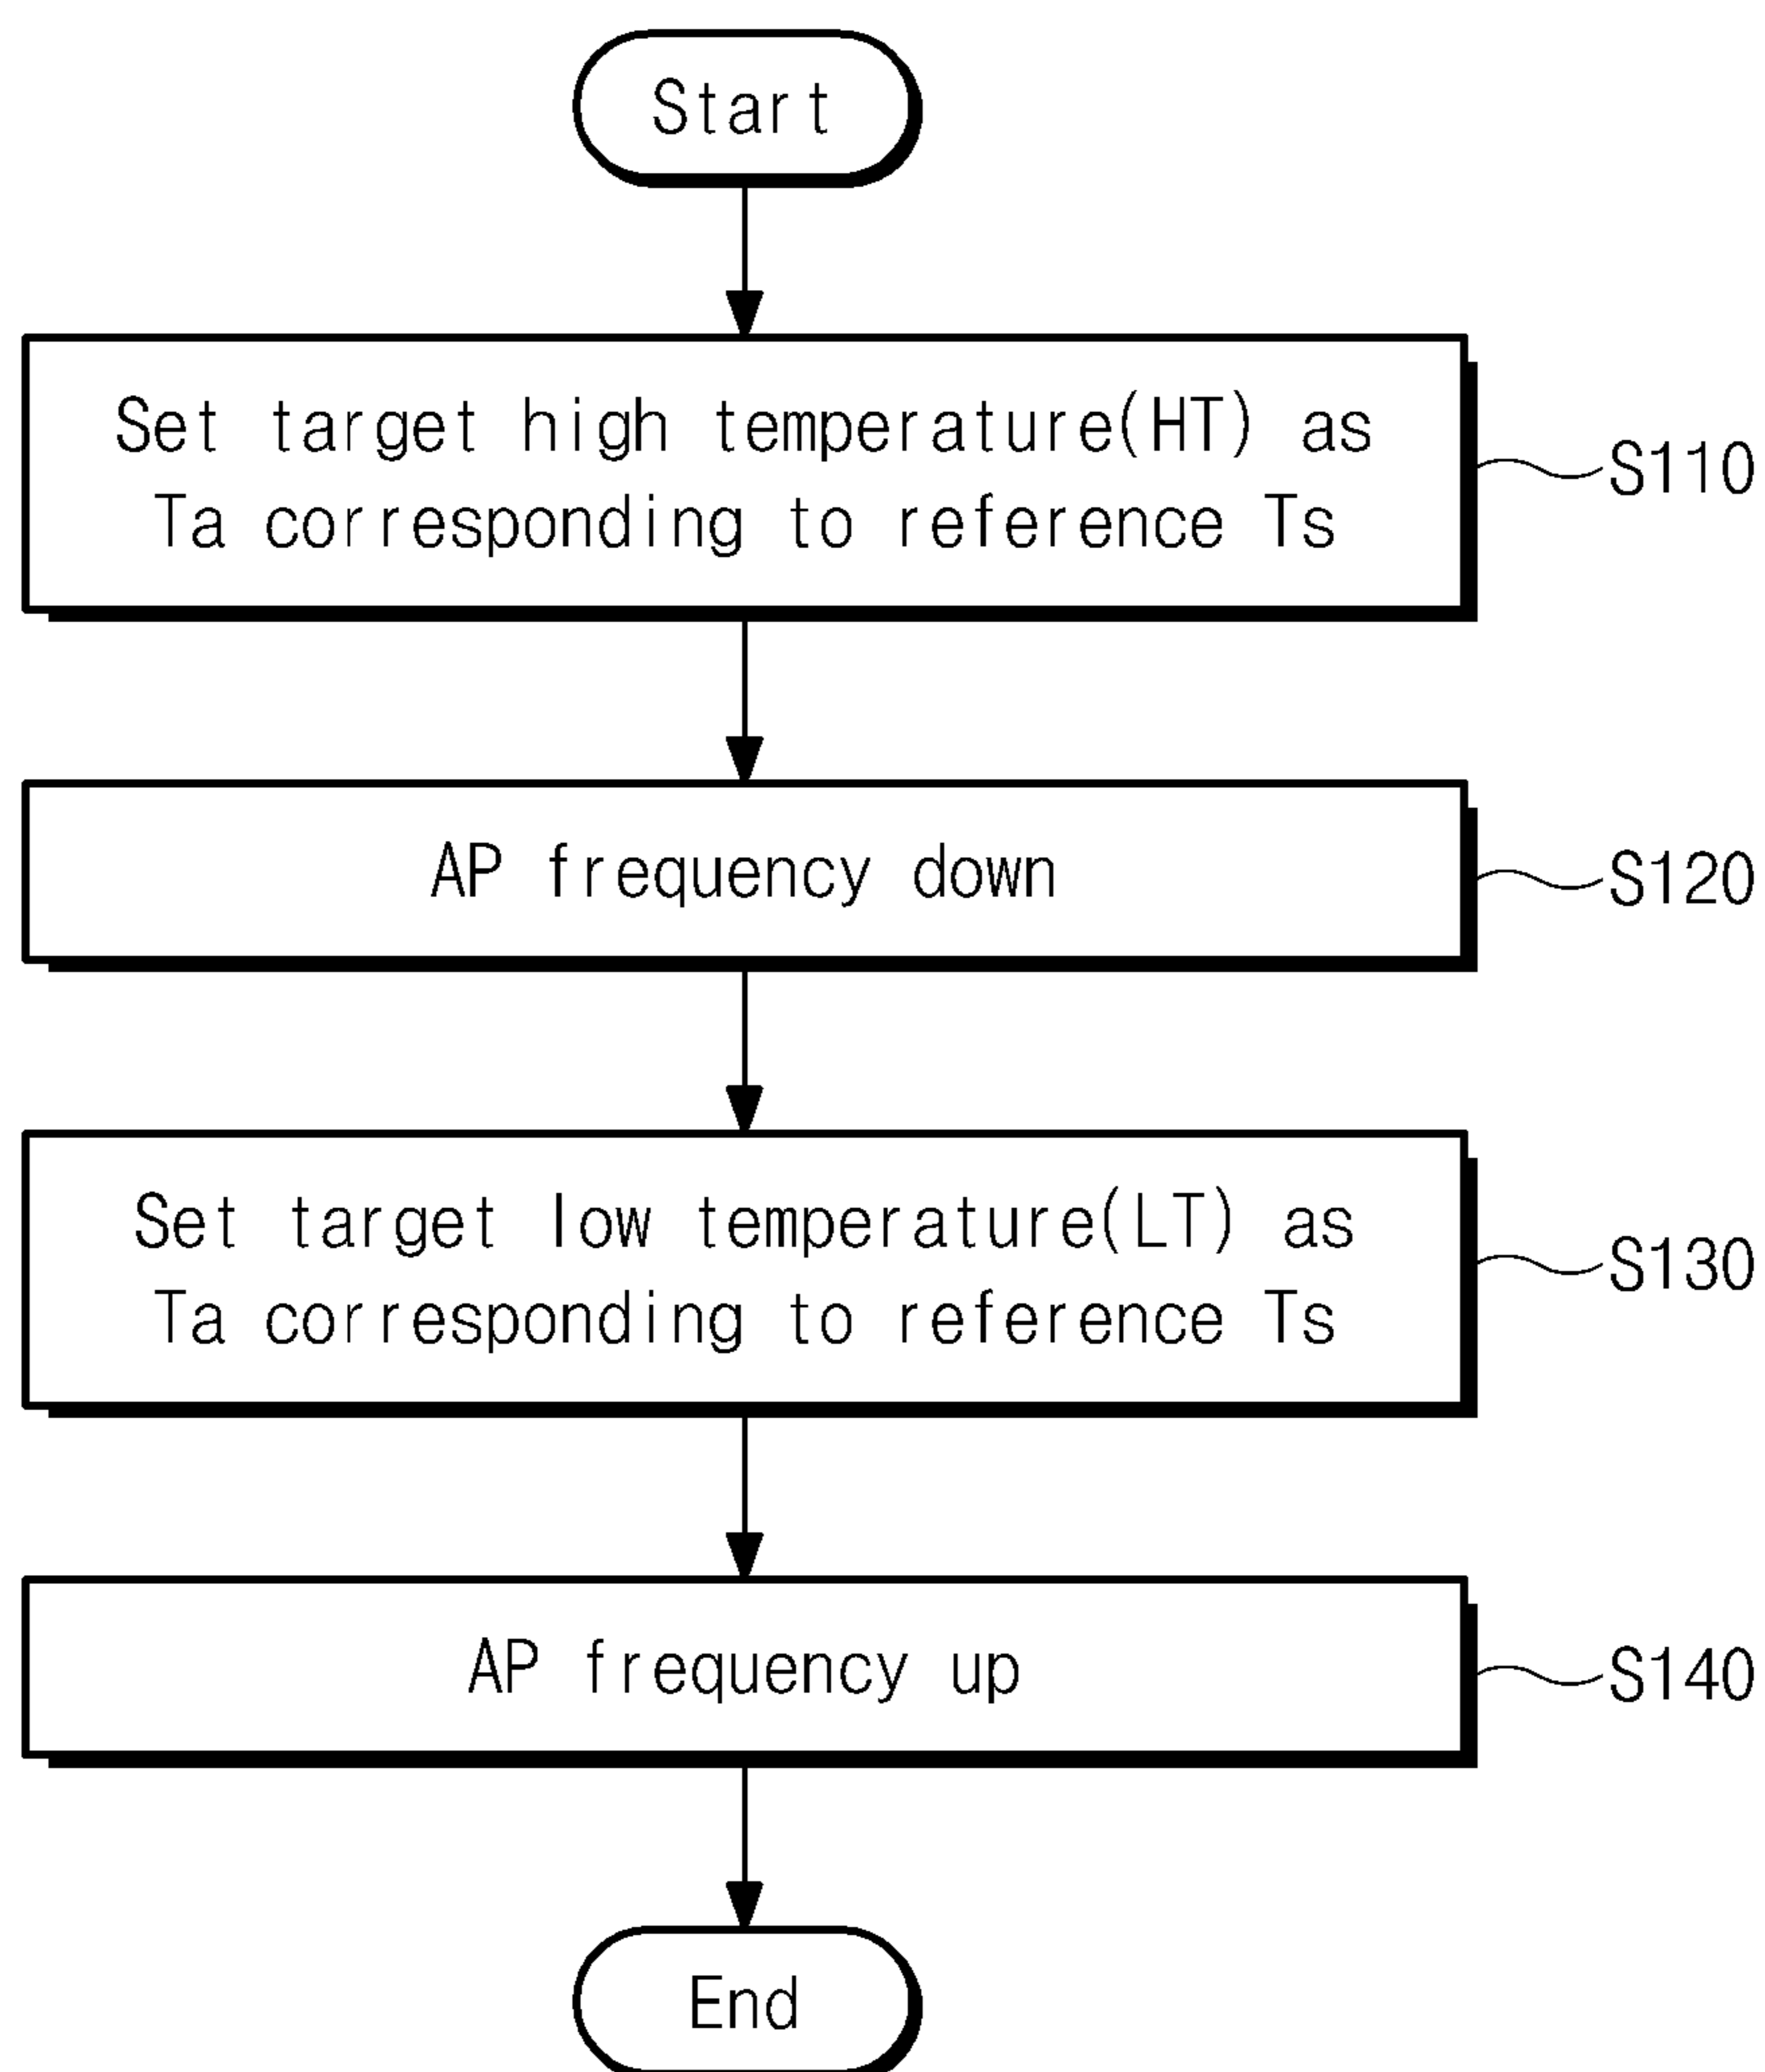 Start
Set target high temperature(HT) as
Ta corresponding to reference Ts
S110
AP frequency down
S120
Set target low temperature(LT) as
Ta corresponding to reference Ts
S130
AP frequency up
S140
End